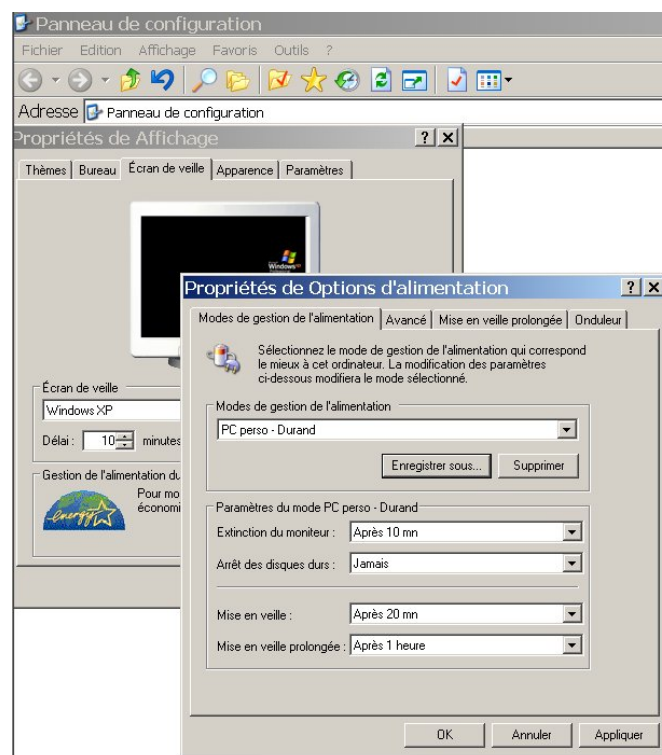 Panneau de configuration
Fichier Edition Affichage Favoris Outils ?
Adresse Panneau de configuration
Propriétés de Affichage
Thèmes Bureau Écran de veille Apparence Paramètres
Windows
Propriétés de Options d'alimentation
Modes de gestion de l'alimentation Avancé Mise en veille prolongée Onduleur
Sélectionnez le mode de gestion de l'alimentation qui correspond
le mieux à cet ordinateur. La modification des paramètres
ci-dessous modifiera le mode sélectionné.
Écran de veille
Windows XP
Délai : 10 minutes
Gestion de l'alimentation du
Pour mo
économi
energy
Modes de gestion de l'alimentation
PC perso - Durand
Enregistrer sous... Supprimer
Paramètres du mode PC perso - Durand
Extinction du moniteur : Après 10 mn
Arrêt des disques durs : Jamais
Mise en veille : Après 20 mn
Mise en veille prolongée : Après 1 heure
OK Annuler Appliquer